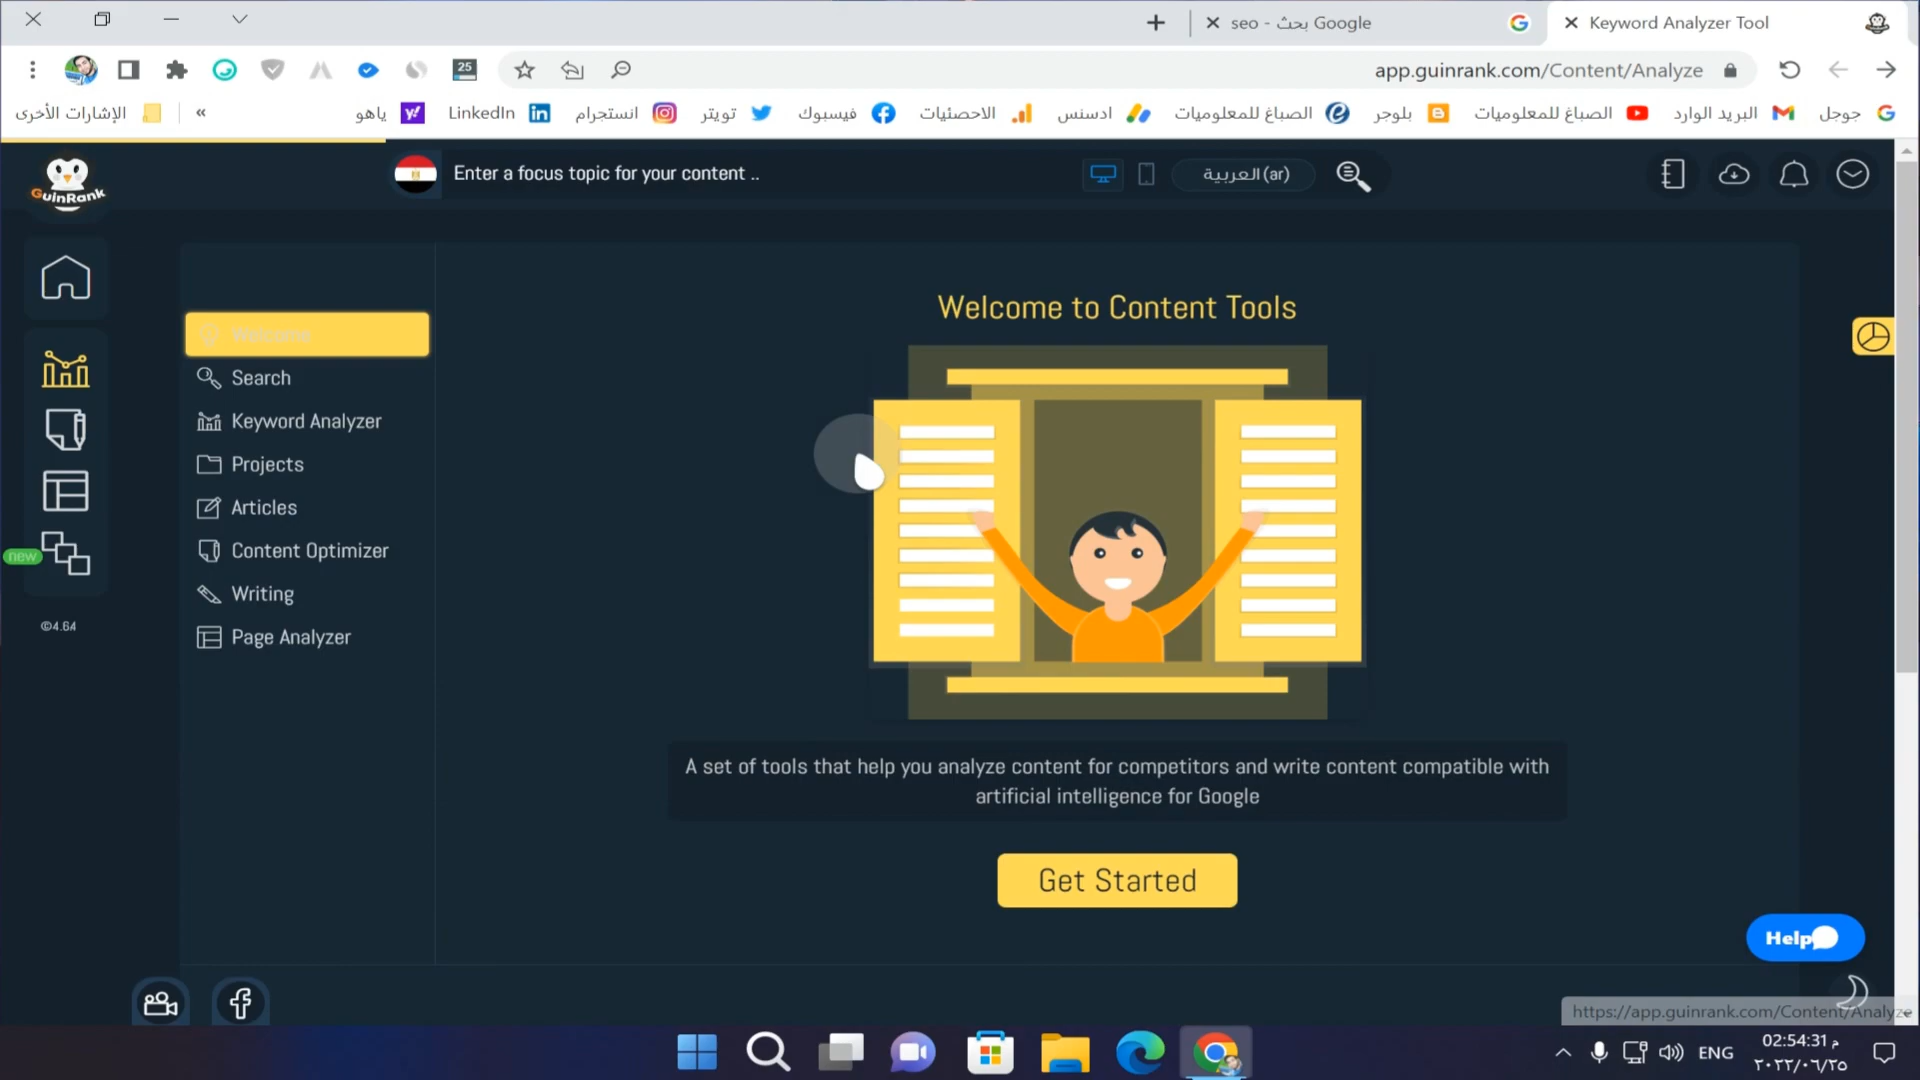 seo - بحث Google
Keyword Analyzer Tool
25
app.guinrank.com/Content/Analyze
الإشارات الأخرى
»
ياهو
LinkedIn
انستجرام
تويتر
فيسبوك
الاحصئيات
ادسنس
الصباغ للمعلوميات
بلوجر
الصباغ للمعلوميات
البريد الوارد
جوجل
GuinRank
Enter a focus topic for your content ..
العربية (ar)
Welcome
Search
Keyword Analyzer
Projects
Articles
Content Optimizer
Writing
Page Analyzer
new
©4.64
Welcome to Content Tools
A set of tools that help you analyze content for competitors and write content compatible with
artificial intelligence for Google
Get Started
Help
https://app.guinrank.com/Content/Analyze
ENG
02:54:31 م
٢٠٢٢/٠٦/٢٥